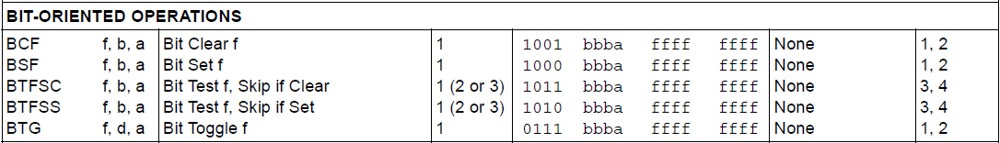 BIT-ORIENTED OPERATIONS
BCF f, b, a Bit Clear f 1 1001 bbba ffff ffff None 1, 2
BSF f, b, a Bit Set f 1 1000 bbba ffff ffff None 1, 2
BTFSC f, b, a Bit Test f, Skip if Clear 1 (2 or 3) 1011 bbba ffff ffff None 3, 4
BTFSS f, b, a Bit Test f, Skip if Set 1 (2 or 3) 1010 bbba ffff ffff None 3, 4
BTG f, d, a Bit Toggle f 1 0111 bbba ffff ffff None 1, 2